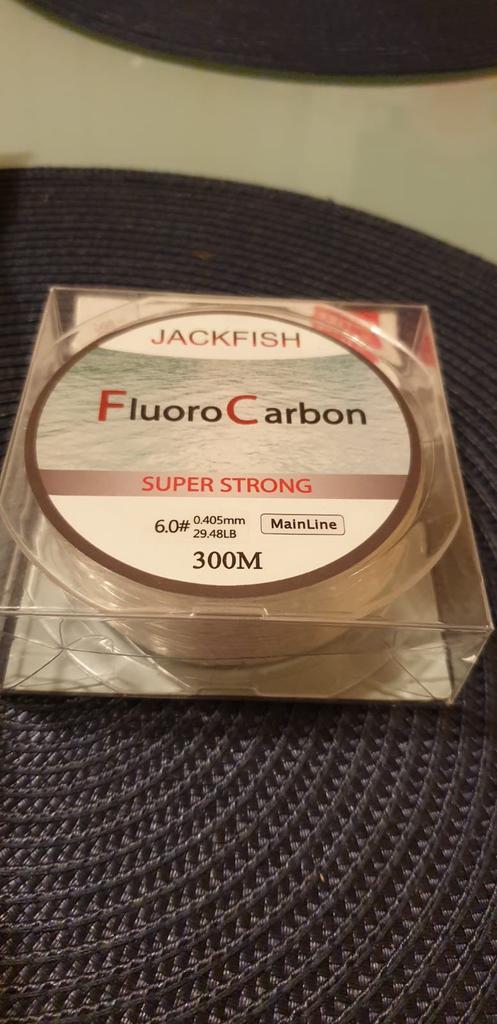 JACKFISH
FluoroCarbon
SUPER STRONG
6.0# 0.405mm
29.48LB
MainLine
300M